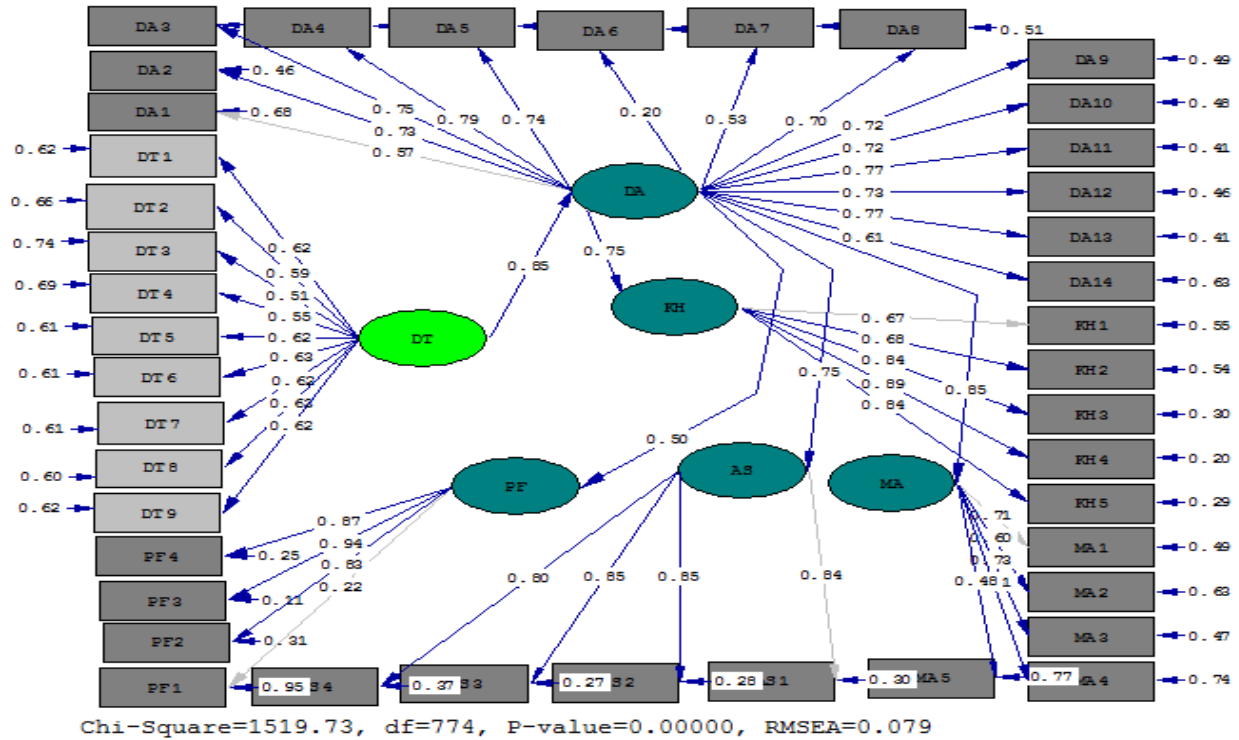 DA3 DA4 DA5 DA6 DA7 DA8 0.51
DA2 0.46 DA9 0.49
DA1 0.68 DA10 0.48
0.62 DT1 DA11 0.41
0.66 DT2 DA12 0.46
0.74 DT3 DA13 0.41
0.69 DT4 DA14 0.63
0.61 DT5 KH1 0.55
0.61 DT6 KH2 0.54
0.61 DT7 KH3 0.30
0.60 DT8 KH4 0.20
0.62 DT9 KH5 0.29
PF4 0.25 MA1 0.49
PF3 0.11 MA2 0.63
PF2 0.31 MA3 0.47
PF1 0.95 S4 0.37 S3 0.27 S2 0.28 S1 0.30 MA5 0.77 MA4 0.74
0.75 0.79 0.74 0.20 0.53 0.70 0.72
0.73 0.72
0.57 0.77
DA 0.73
0.77
0.61
0.62
0.59
0.51
0.55
0.62
0.63
0.62
0.63
0.62
DT 0.85 0.75 KH
0.67
0.68
0.84
0.89
0.84
0.75 0.85
0.50
PF AS MA
0.87
0.94
0.83
0.22
0.80 0.85 0.85 0.84
0.71
0.60
0.73
0.48
Chi-Square=1519.73, df=774, P-value=0.00000, RMSEA=0.079